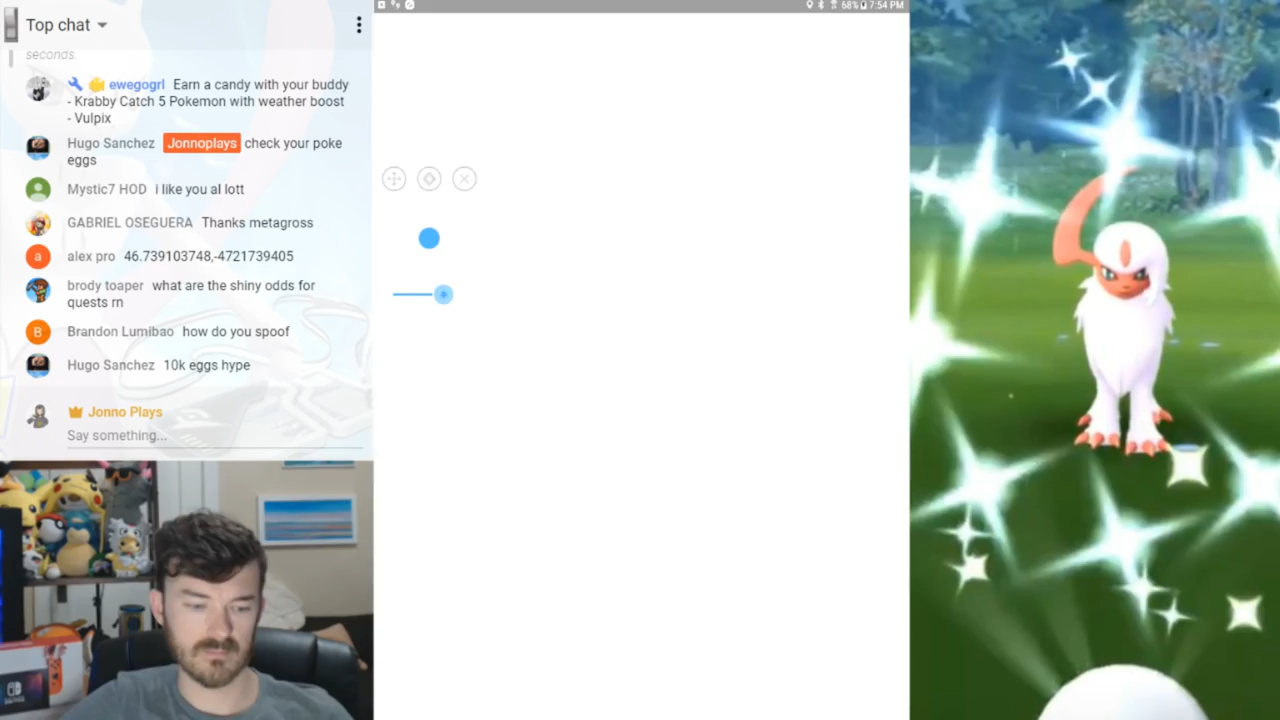 Top chat
seconds.
ewegogrl Earn a candy with your buddy
- Krabby Catch 5 Pokemon with weather boost
- Vulpix
Hugo Sanchez Jonnoplays check your poke
eggs
Mystic7 HOD i like you al lott
GABRIEL OSEGUERA Thanks metagross
a
alex pro 46.739103748,-4721739405
brody toaper what are the shiny odds for
quests rn
B
Brandon Lumibao how do you spoof
Hugo Sanchez 10k eggs hype
Jonno Plays
Say something...
68% 7:54 PM